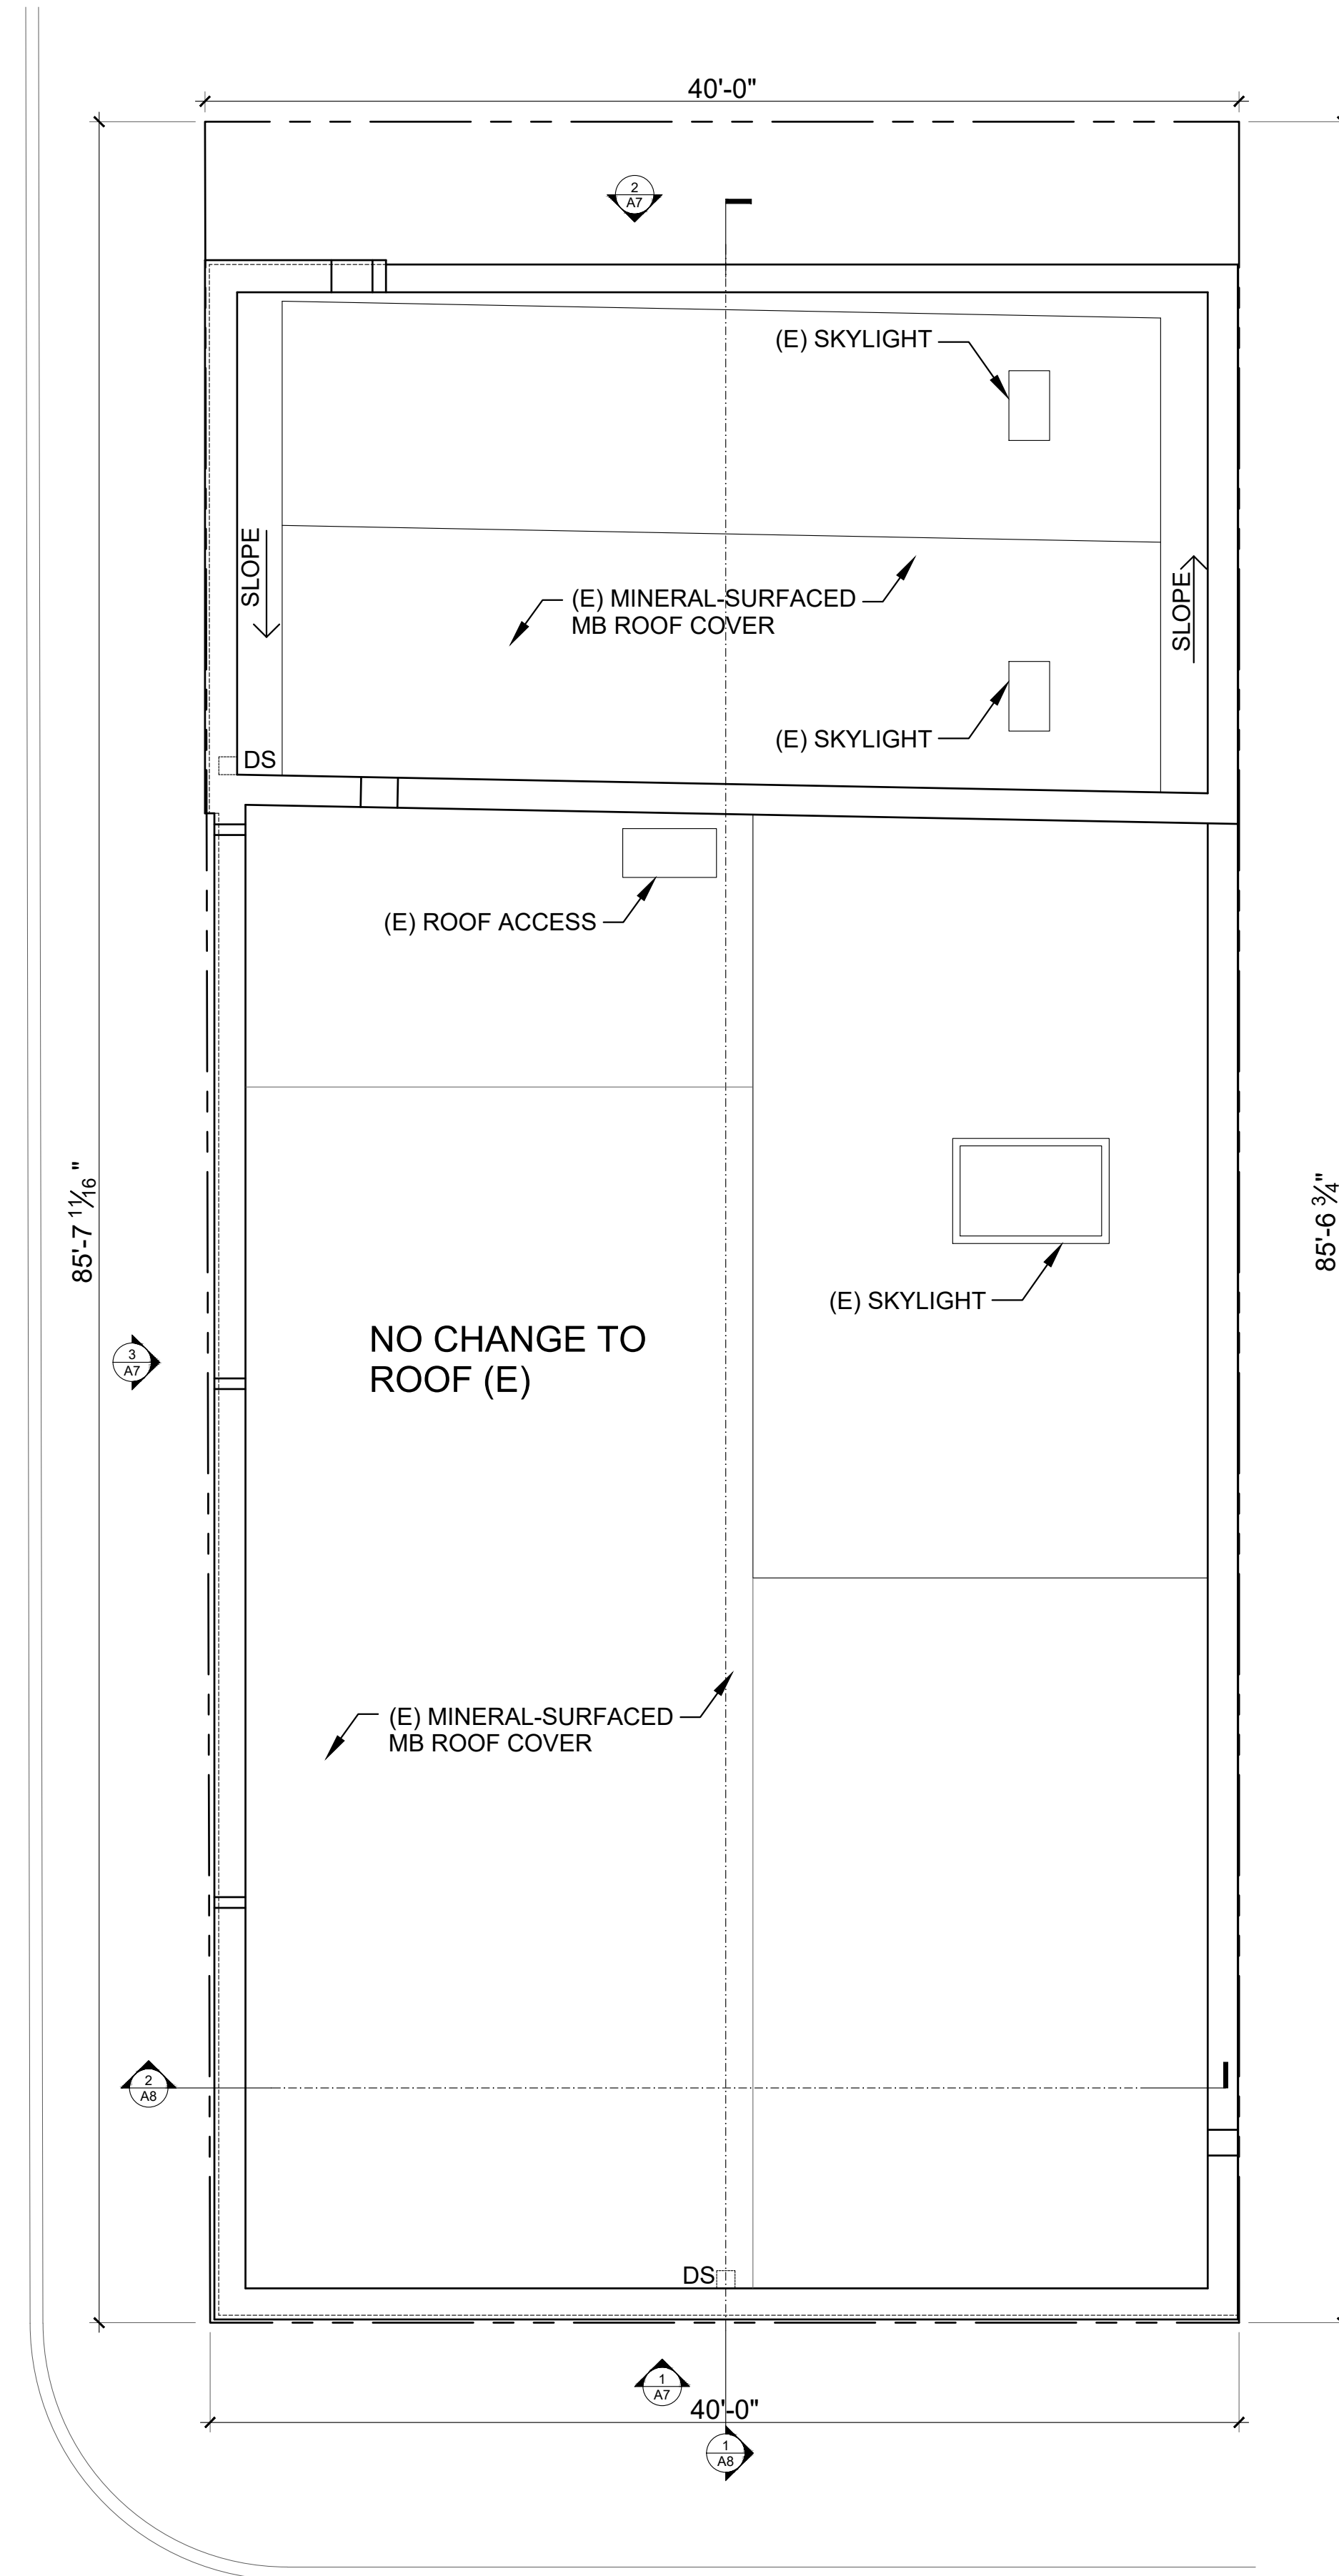 40'-0"
2
A7
(E) SKYLIGHT
SLOPE
(E) MINERAL-SURFACED
MB ROOF COVER
SLOPE
(E) SKYLIGHT
DS
(E) ROOF ACCESS
85'-7 11⁄16 "
85'-6 3⁄4"
(E) SKYLIGHT
NO CHANGE TO
ROOF (E)
3
A7
(E) MINERAL-SURFACED
MB ROOF COVER
2
A8
DS
1
A7
40'-0"
1
A8